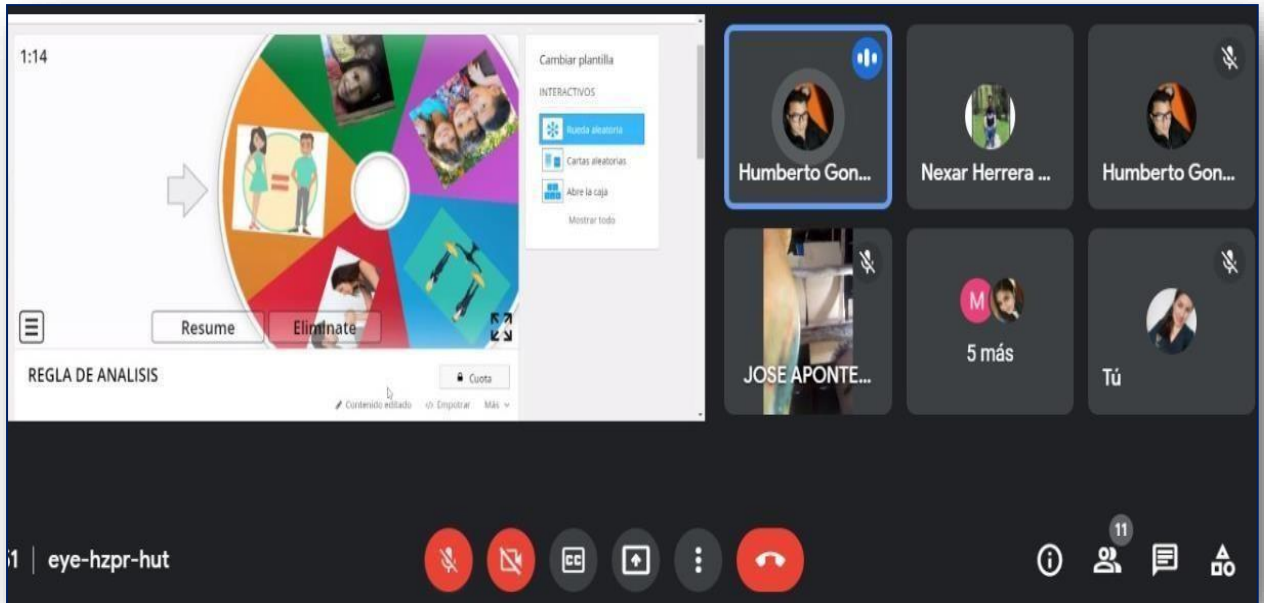 1:14
Cambiar plantilla
INTERACTIVOS
Rueda aleatoria
Cartas aleatorias
Abre la caja
Mostrar todo
Resume
Eliminate
REGLA DE ANALISIS
Cuota
Contenido editado
</> Empotrar
Más
Humberto Gon...
Nexar Herrera ...
Humberto Gon...
JOSE APONTE...
M
5 más
Tú
51 | eye-hzpr-hut
CC
11